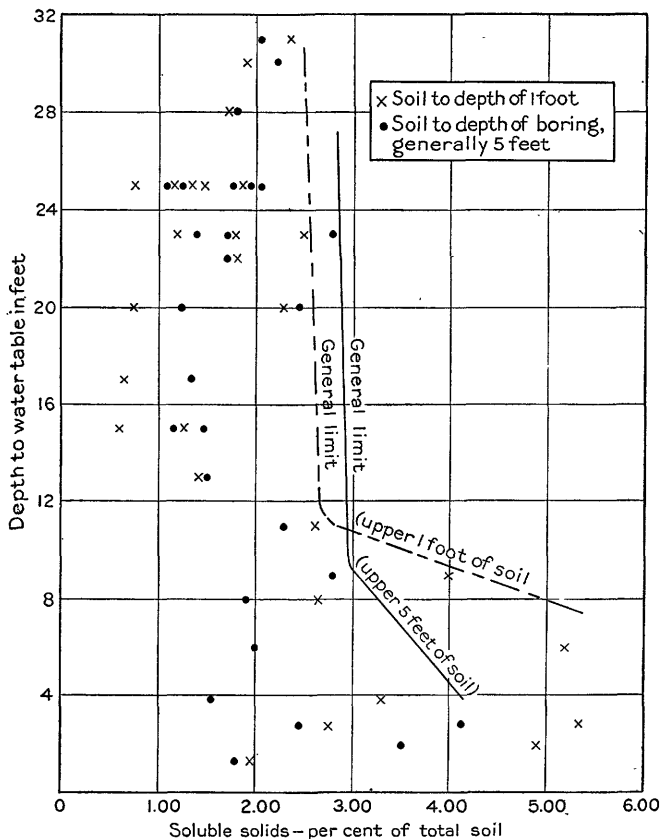 32
28
24
20
16
12
8
4
0
1.00
2.00
3.00
4.00
5.00
6.00
Depth to water table in feet
Soluble solids-per cent of total soil
× Soil to depth of 1 foot
• Soil to depth of boring,
generally 5 feet
General limit
General limit
(upper 1 foot of soil
(upper 5 feet of soil)